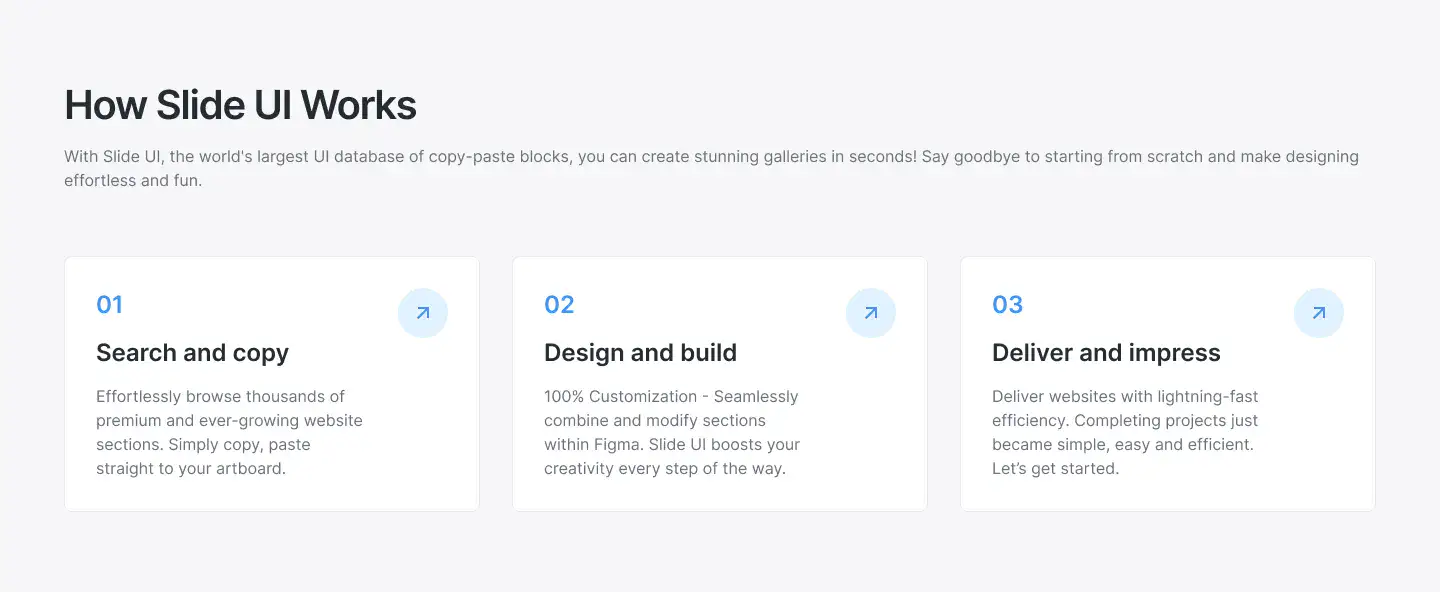 How Slide UI Works
With Slide UI, the world's largest UI database of copy-paste blocks, you can create stunning galleries in seconds! Say goodbye to starting from scratch and make designing
effortless and fun.
01
Search and copy
Effortlessly browse thousands of
premium and ever-growing website
sections. Simply copy, paste
straight to your artboard.
02
Design and build
100% Customization - Seamlessly
combine and modify sections
within Figma. Slide UI boosts your
creativity every step of the way.
03
Deliver and impress
Deliver websites with lightning-fast
efficiency. Completing projects just
became simple, easy and efficient.
Let’s get started.